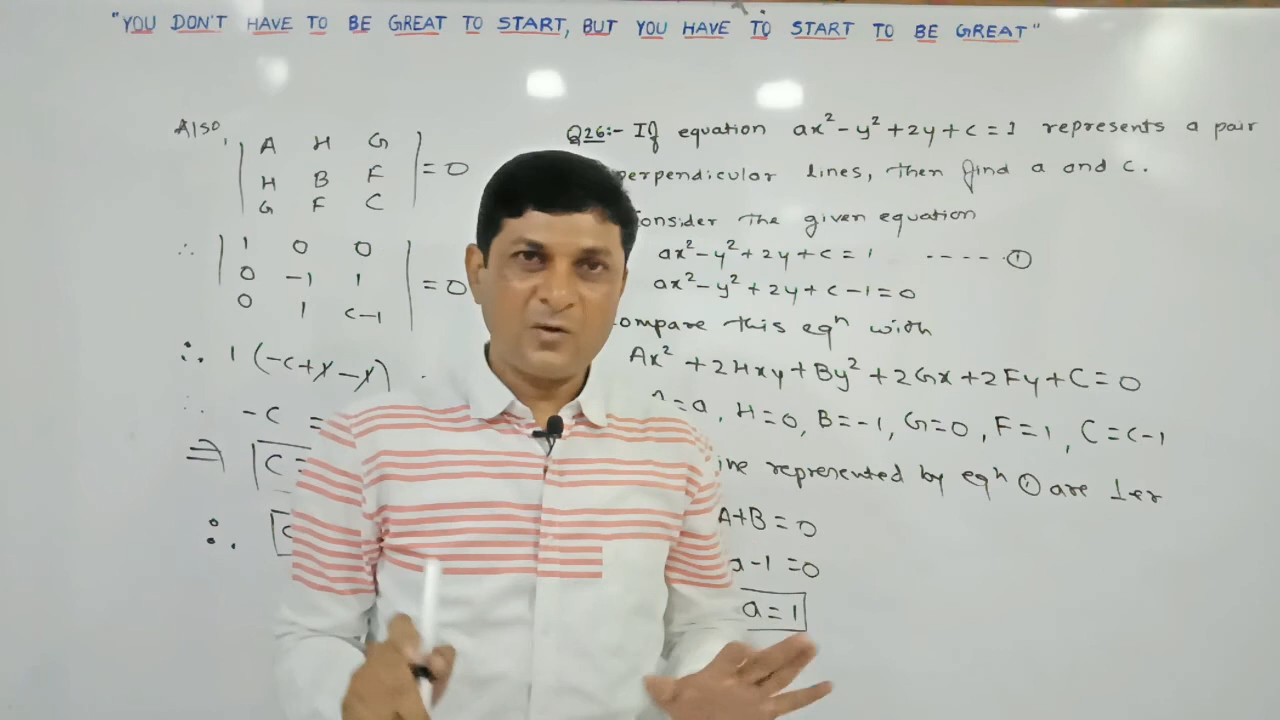 "YOU DON'T HAVE TO BE GREAT TO START, BUT YOU HAVE TO START TO BE GREAT"
Also,
| A H G |
| H B F | = 0
| G F C |
∴ | 1 0 0 |
| 0 -1 1 | = 0
| 0 1 c-1 |
∴ 1 (-c+1-1)
∴ -c =
⇒ c =
∴
Q26:- If equation ax² - y² + 2y + c = 1 represents a pair
perpendicular lines, then find a and c.
onsider the given equation
ax² - y² + 2y + c = 1 ----- ①
ax² - y² + 2y + c - 1 = 0
ompare this eqⁿ with
Ax² + 2Hxy + By² + 2Gx + 2Fy + C = 0
= a, H = 0, B = -1, G = 0, F = 1, C = c-1
ine represented by eqⁿ ① are ⊥er
A+B = 0
a-1 = 0
a = 1